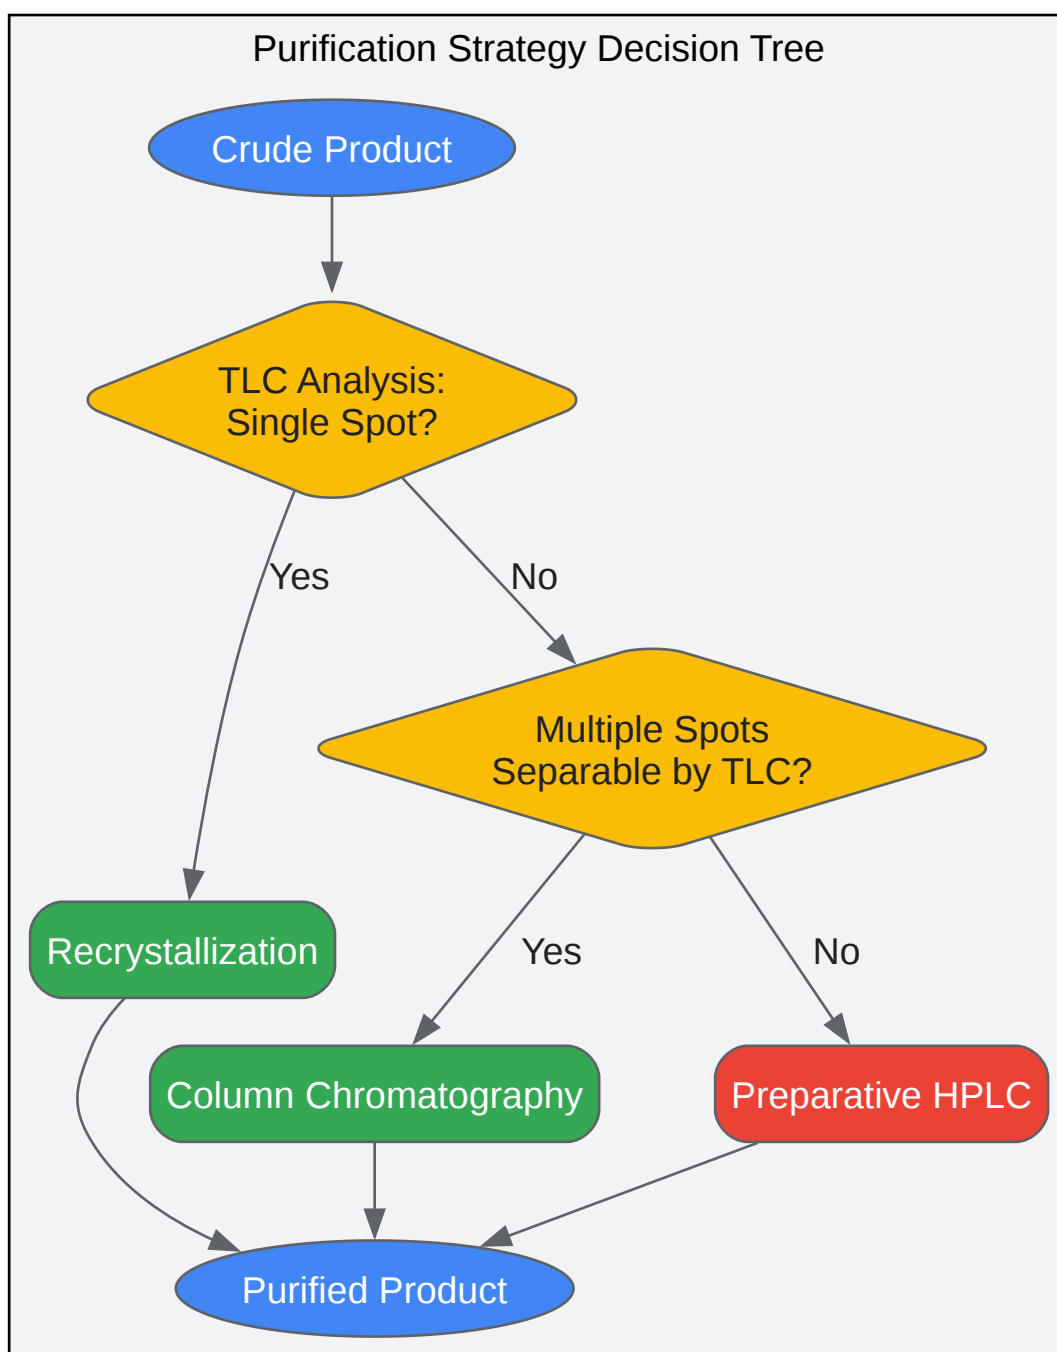 Purification Strategy Decision Tree
Crude Product
TLC Analysis:
Single Spot?
Yes
No
Multiple Spots
Separable by TLC?
Recrystallization
Yes
No
Column Chromatography
Preparative HPLC
Purified Product